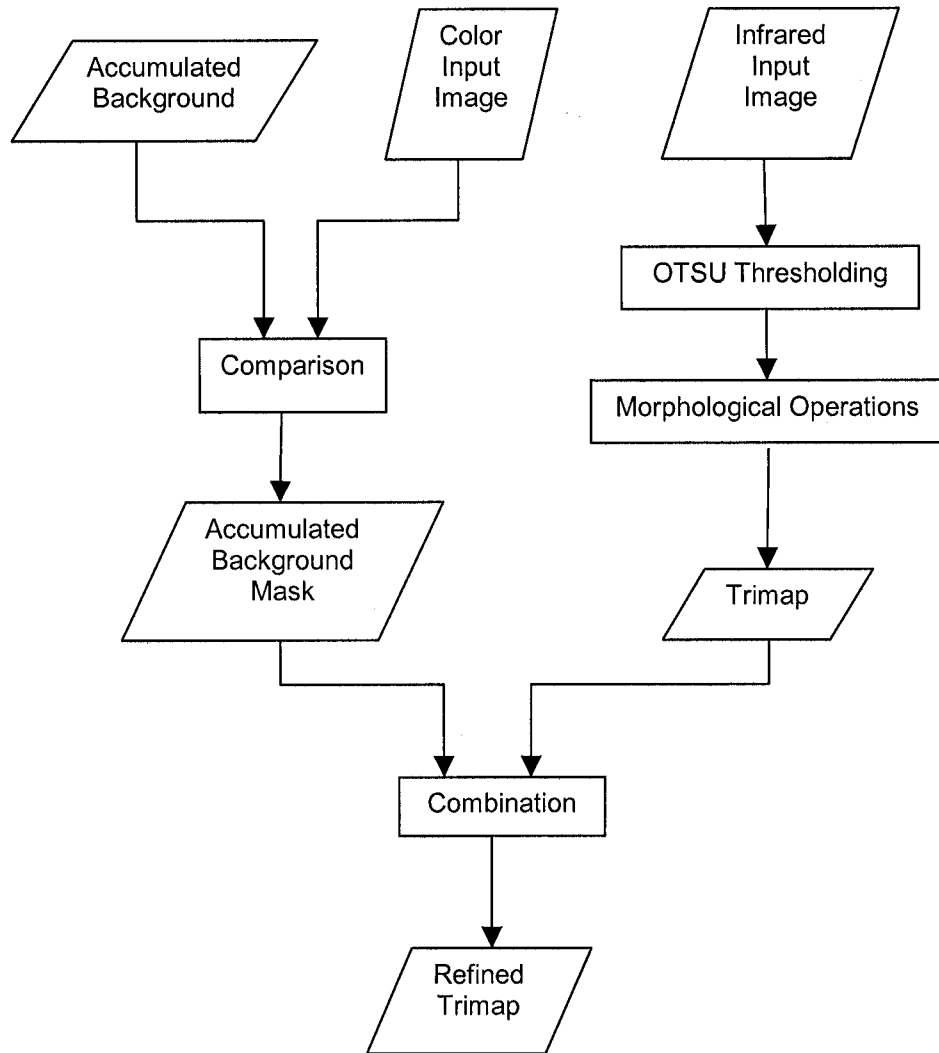 Accumulated
Background
Color
Input
Image
Infrared
Input
Image
OTSU Thresholding
Comparison
Morphological Operations
Accumulated
Background
Mask
Trimap
Combination
Refined
Trimap